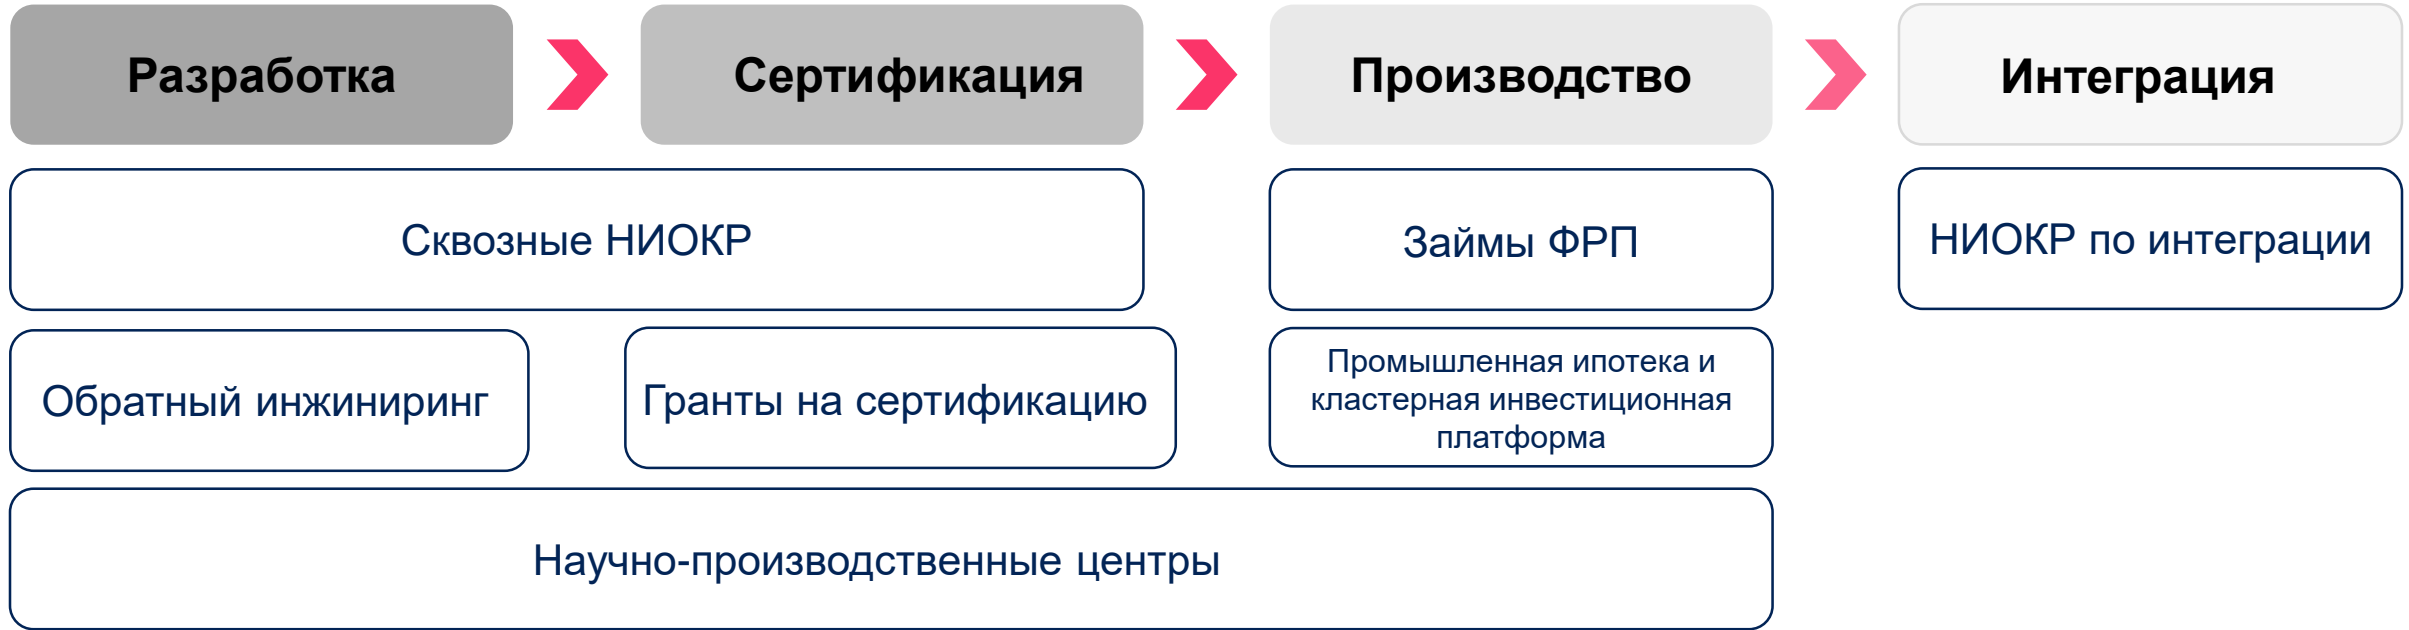 Разработка
Сертификация
Производство
Интеграция
Сквозные НИОКР
Займы ФРП
НИОКР по интеграции
Обратный инжиниринг
Гранты на сертификацию
Промышленная ипотека и
кластерная инвестиционная
платформа
Научно-производственные центры